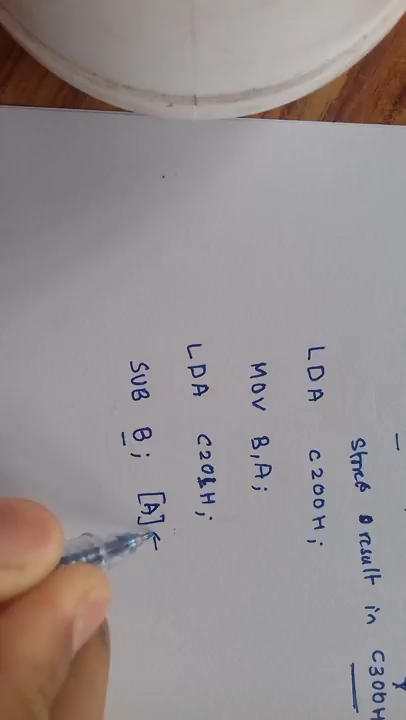 Store result in C300H
LDA C200H;
MOV B,A;
LDA C201H;
SUB B; [A]←